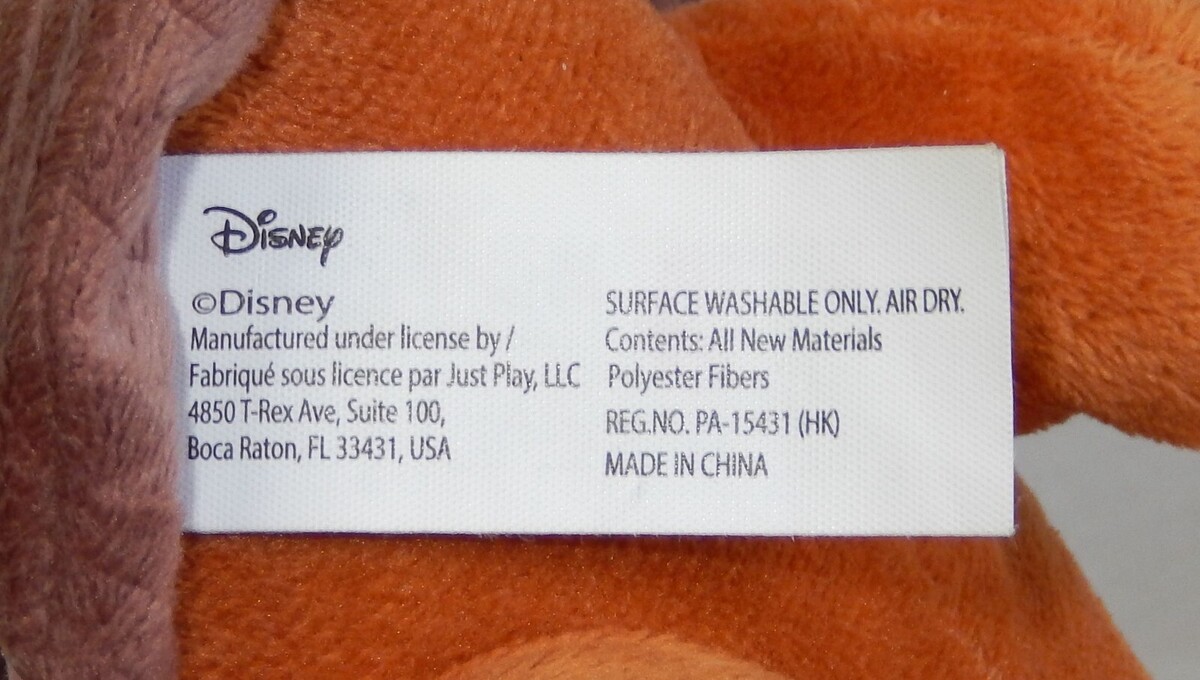 Disney
©Disney
Manufactured under license by /
Fabriqué sous licence par Just Play, LLC
4850 T-Rex Ave, Suite 100,
Boca Raton, FL 33431, USA
SURFACE WASHABLE ONLY. AIR DRY.
Contents: All New Materials
Polyester Fibers
REG.NO. PA-15431 (HK)
MADE IN CHINA